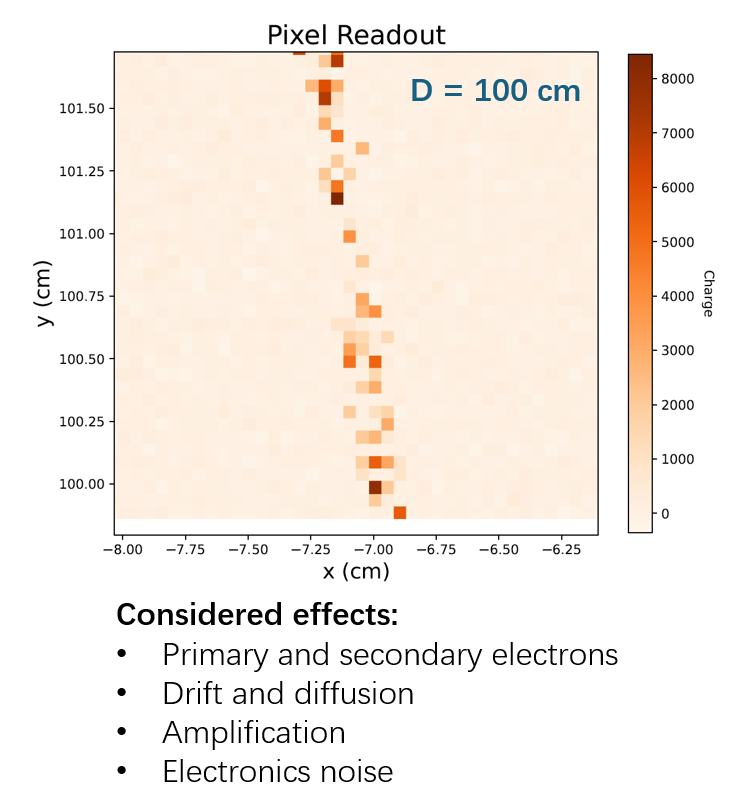 Pixel Readout
D = 100 cm
101.50
101.25
101.00
100.75
100.50
100.25
100.00
y (cm)
−8.00 −7.75 −7.50 −7.25 −7.00 −6.75 −6.50 −6.25
x (cm)
8000
7000
6000
5000
4000
3000
2000
1000
0
Charge
Considered effects:
• Primary and secondary electrons
• Drift and diffusion
• Amplification
• Electronics noise